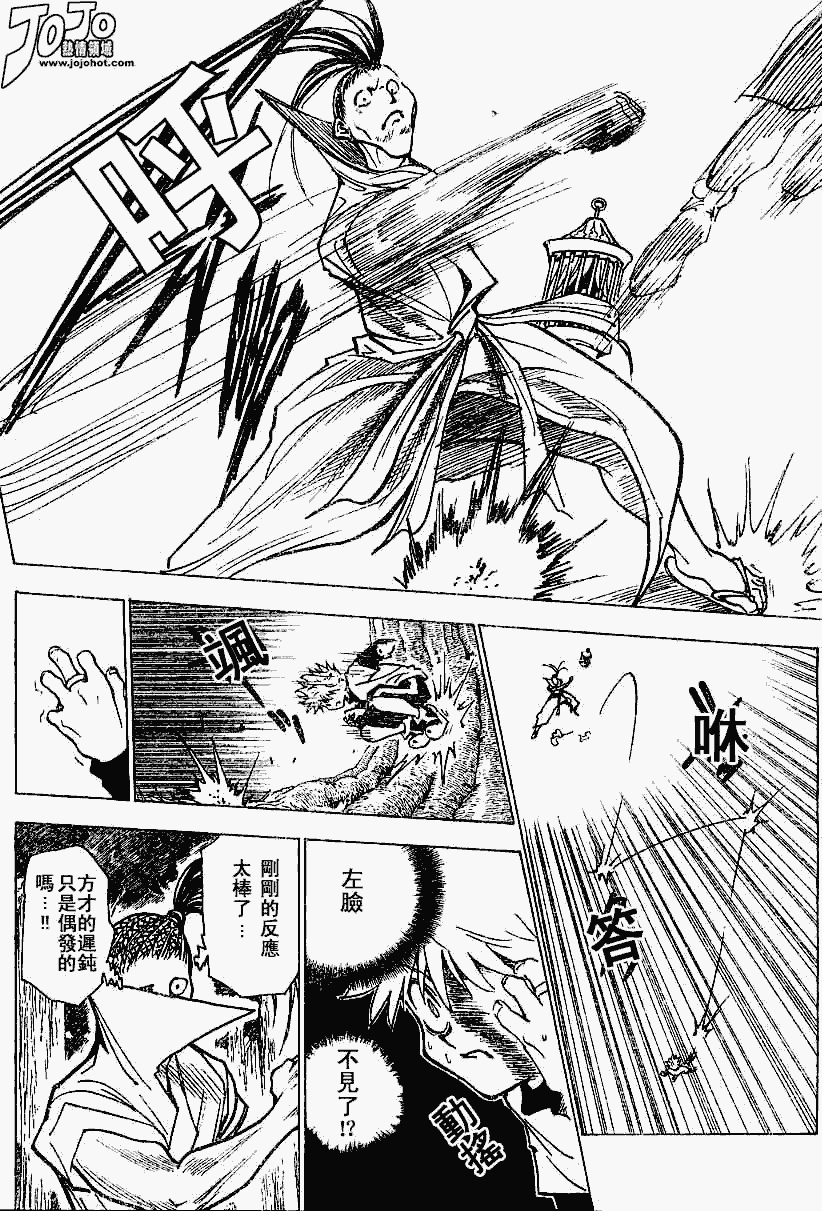 JOJO
熱情領域
www.jojohot.com
呼
咻
答
颯
左臉
不見了!?
動搖
剛剛的反應
太棒了…
方才的遲鈍
只是偶發的
嗎…!!